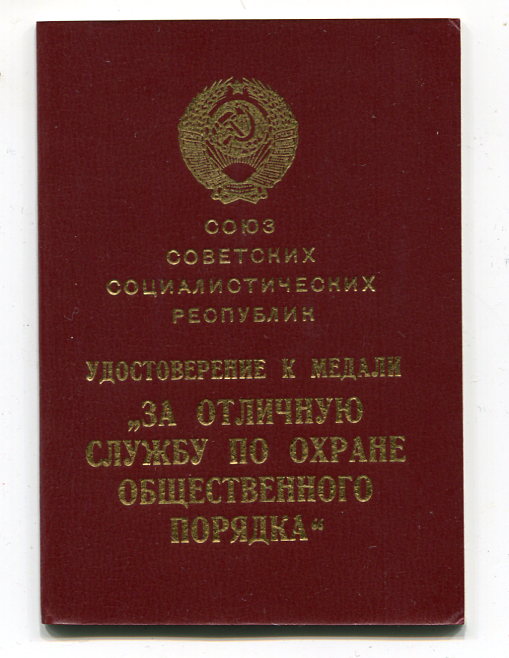 СОЮЗ
СОВЕТСКИХ
СОЦИАЛИСТИЧЕСКИХ
РЕСПУБЛИК
УДОСТОВЕРЕНИЕ К МЕДАЛИ
„ЗА ОТЛИЧНУЮ
СЛУЖБУ ПО ОХРАНЕ
ОБЩЕСТВЕННОГО
ПОРЯДКА“